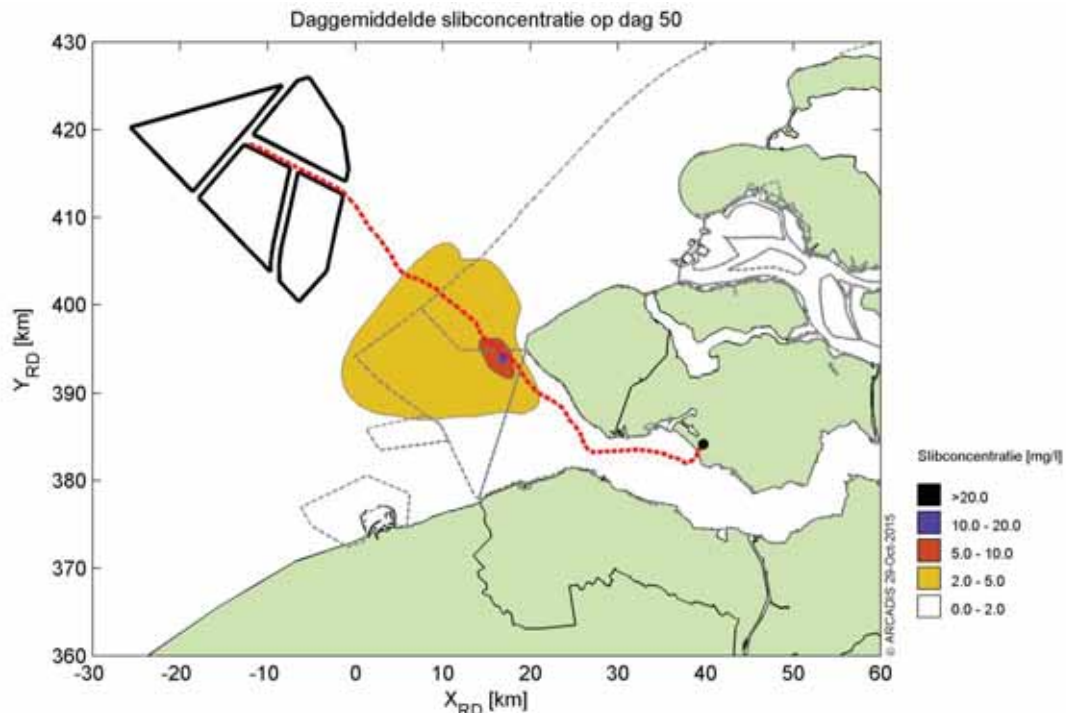 Daggemiddelde slibconcentratie op dag 50
430
420
410
400
390
380
370
360
Y_RD [km]
-30 -20 -10 0 10 20 30 40 50 60
X_RD [km]
© ARCADIS 29-Oct-2015
Slibconcentratie [mg/l]
>20.0
10.0 - 20.0
5.0 - 10.0
2.0 - 5.0
0.0 - 2.0